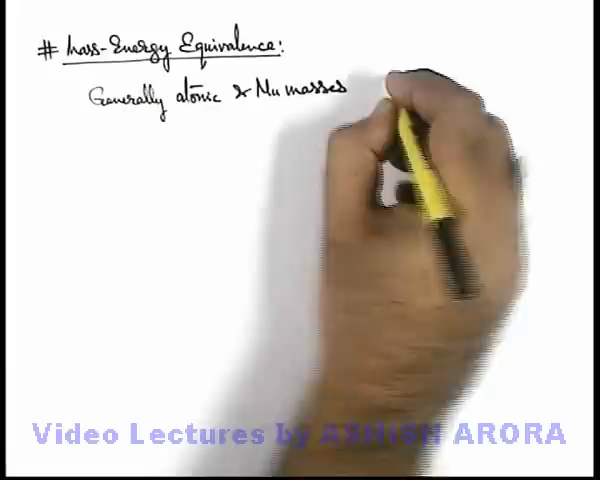 # Mass-Energy Equivalence:
Generally atomic & Nu masses
Video Lectures by ASHISH ARORA